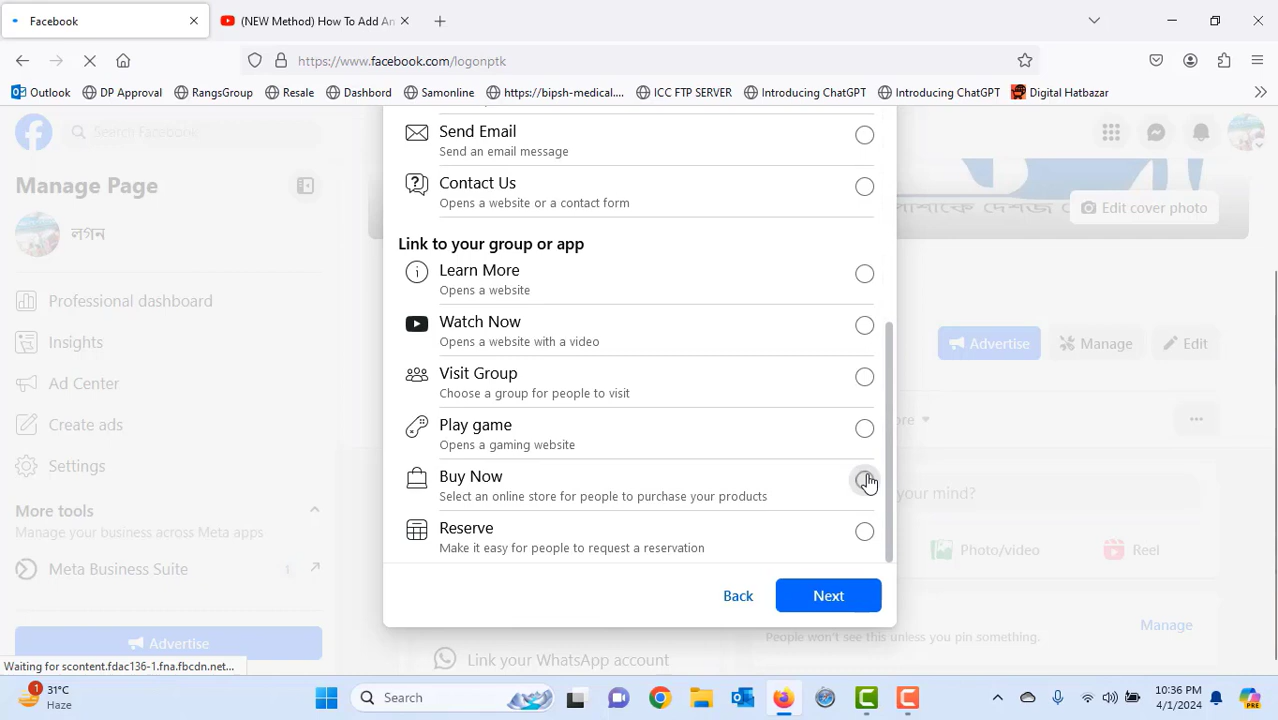 Facebook
(NEW Method) How To Add An
https://www.facebook.com/logonptk
Outlook
DP Approval
RangsGroup
Resale
Dashbord
Samonline
https://bipsh-medical....
ICC FTP SERVER
Introducing ChatGPT
Introducing ChatGPT
Digital Hatbazar
Search Facebook
Manage Page
লগন
Professional dashboard
Insights
Ad Center
Create ads
Settings
More tools
Manage your business across Meta apps
Meta Business Suite
1
Advertise
Waiting for scontent.fdac136-1.fna.fbcdn.net...
Send Email
Send an email message
Contact Us
Opens a website or a contact form
Link to your group or app
Learn More
Opens a website
Watch Now
Opens a website with a video
Visit Group
Choose a group for people to visit
Play game
Opens a gaming website
Buy Now
Select an online store for people to purchase your products
Reserve
Make it easy for people to request a reservation
Back
Next
Link your WhatsApp account
Edit cover photo
Advertise
Manage
Edit
your mind?
Photo/video
Reel
Manage
People won't see this unless you pin something.
1
31°C
Haze
Search
10:36 PM
4/1/2024
PRE